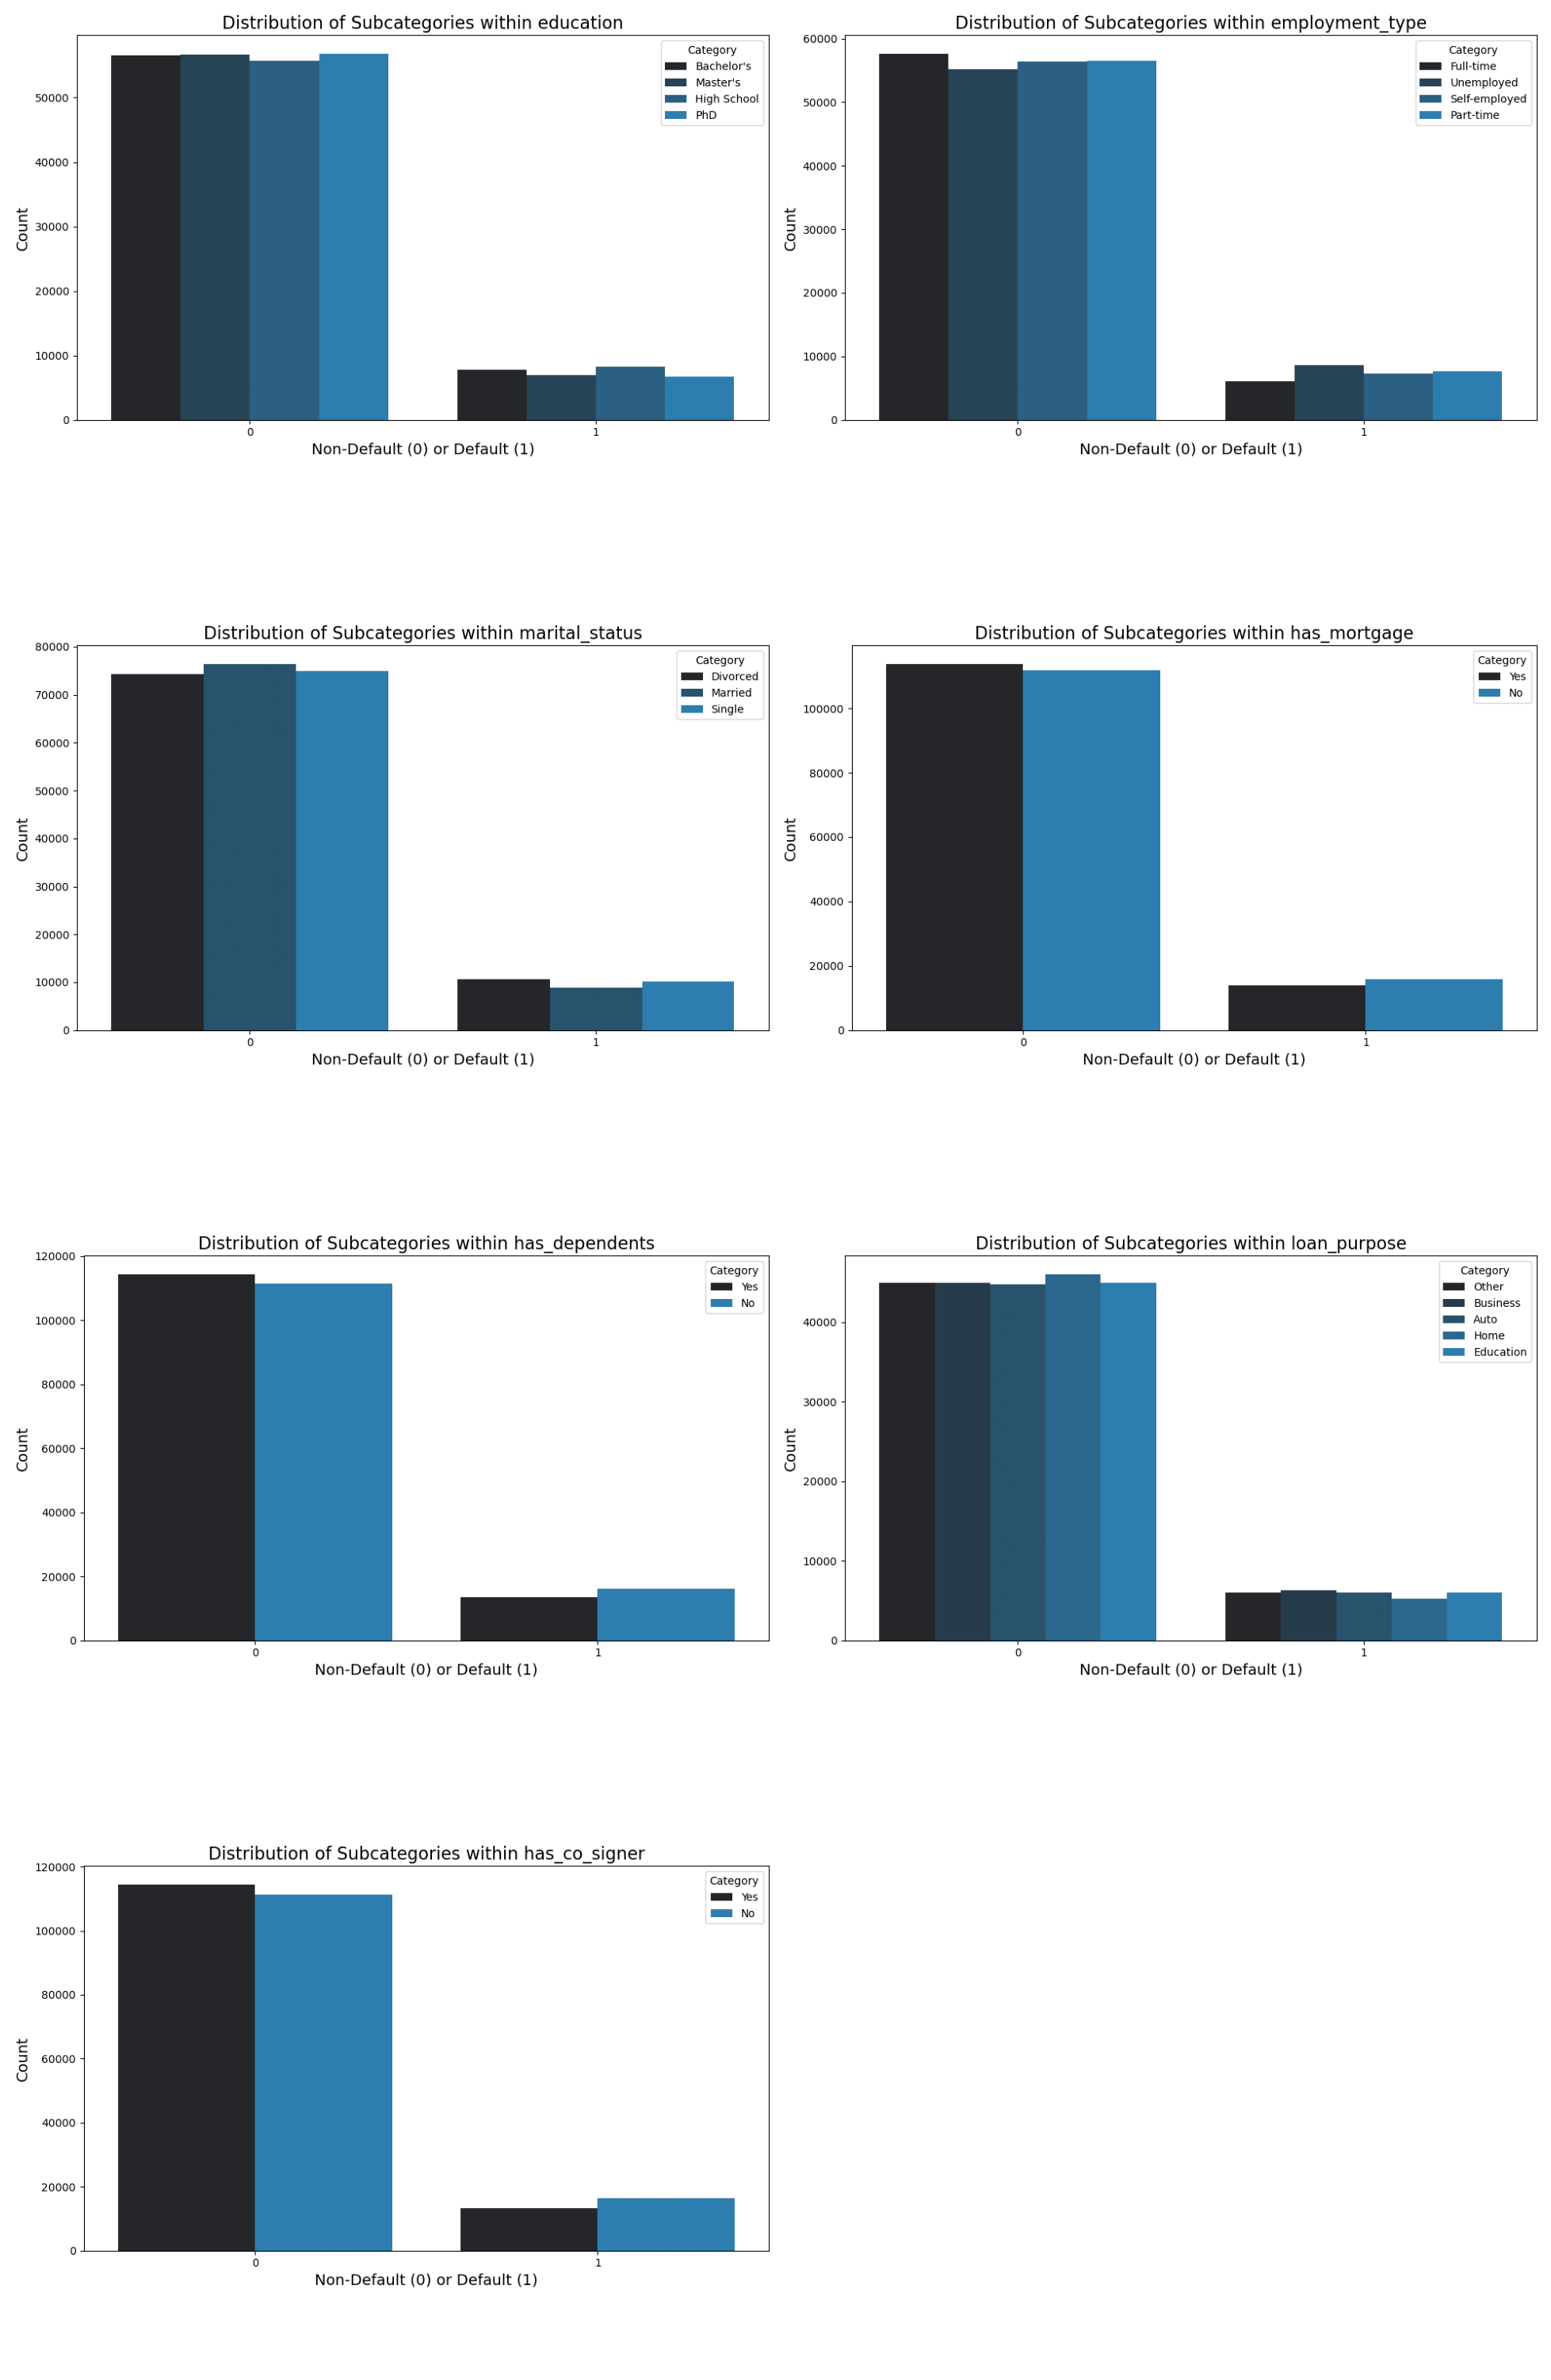 Distribution of Subcategories within education
Category
Bachelor's
Master's
High School
PhD
50000
40000
30000
20000
10000
0
Count
0 1
Non-Default (0) or Default (1)
Distribution of Subcategories within employment_type
Category
Full-time
Unemployed
Self-employed
Part-time
60000
50000
40000
30000
20000
10000
0
Count
0 1
Non-Default (0) or Default (1)
Distribution of Subcategories within marital_status
Category
Divorced
Married
Single
80000
70000
60000
50000
40000
30000
20000
10000
0
Count
0 1
Non-Default (0) or Default (1)
Distribution of Subcategories within has_mortgage
Category
Yes
No
100000
80000
60000
40000
20000
0
Count
0 1
Non-Default (0) or Default (1)
Distribution of Subcategories within has_dependents
Category
Yes
No
120000
100000
80000
60000
40000
20000
0
Count
0 1
Non-Default (0) or Default (1)
Distribution of Subcategories within loan_purpose
Category
Other
Business
Auto
Home
Education
40000
30000
20000
10000
0
Count
0 1
Non-Default (0) or Default (1)
Distribution of Subcategories within has_co_signer
Category
Yes
No
120000
100000
80000
60000
40000
20000
0
Count
0 1
Non-Default (0) or Default (1)